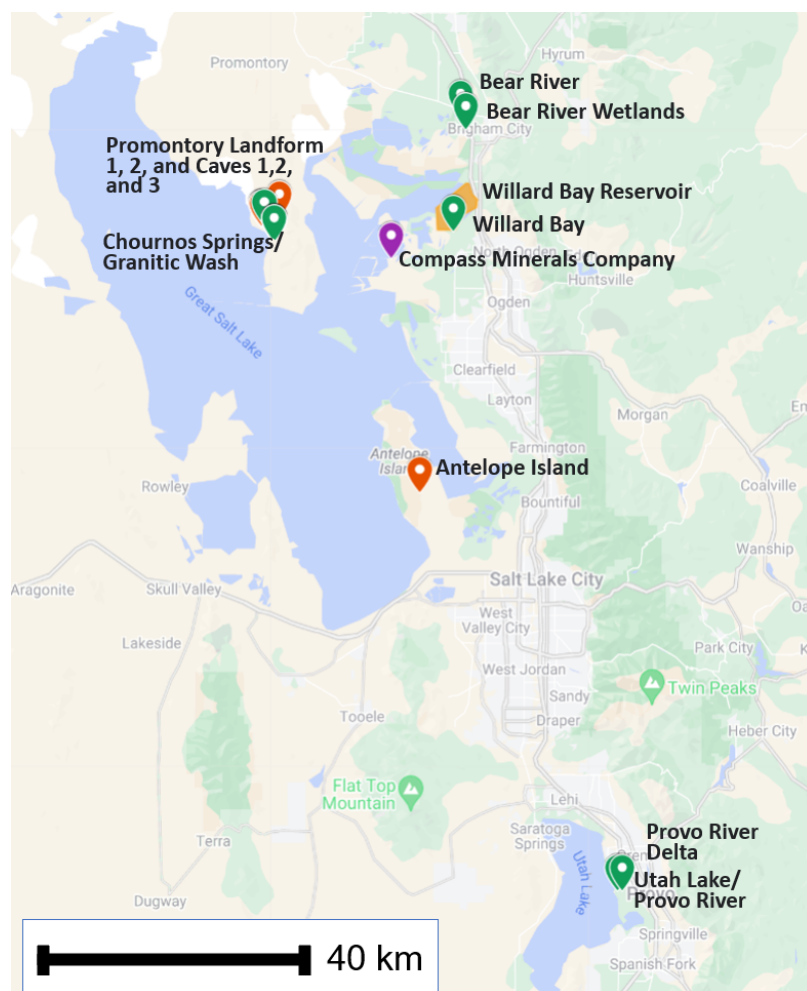 Hyrum
Promontory
Bear River
Bear River Wetlands
Brigham City
Promontory Landform
1, 2, and Caves 1,2,
and 3
Willard Bay Reservoir
Willard Bay
Chournos Springs/
Granitic Wash
North Ogden
Compass Minerals Company
Huntsville
Great Salt Lake
Ogden
Clearfield
Layton
Morgan
Farmington
Antelope
Island
Antelope Island
Rowley
Coalville
Bountiful
Wanship
Salt Lake City
Aragonite
Skull Valley
West
Valley City
Lakeside
Park City
West Jordan
Twin Peaks
Sandy
Tooele
Draper
Heber City
Flat Top
Mountain
Lehi
Saratoga
Springs
Provo River
Delta
Terra
Utah Lake
Utah Lake/
Provo
Provo River
Dugway
Springville
Spanish Fork
40 km